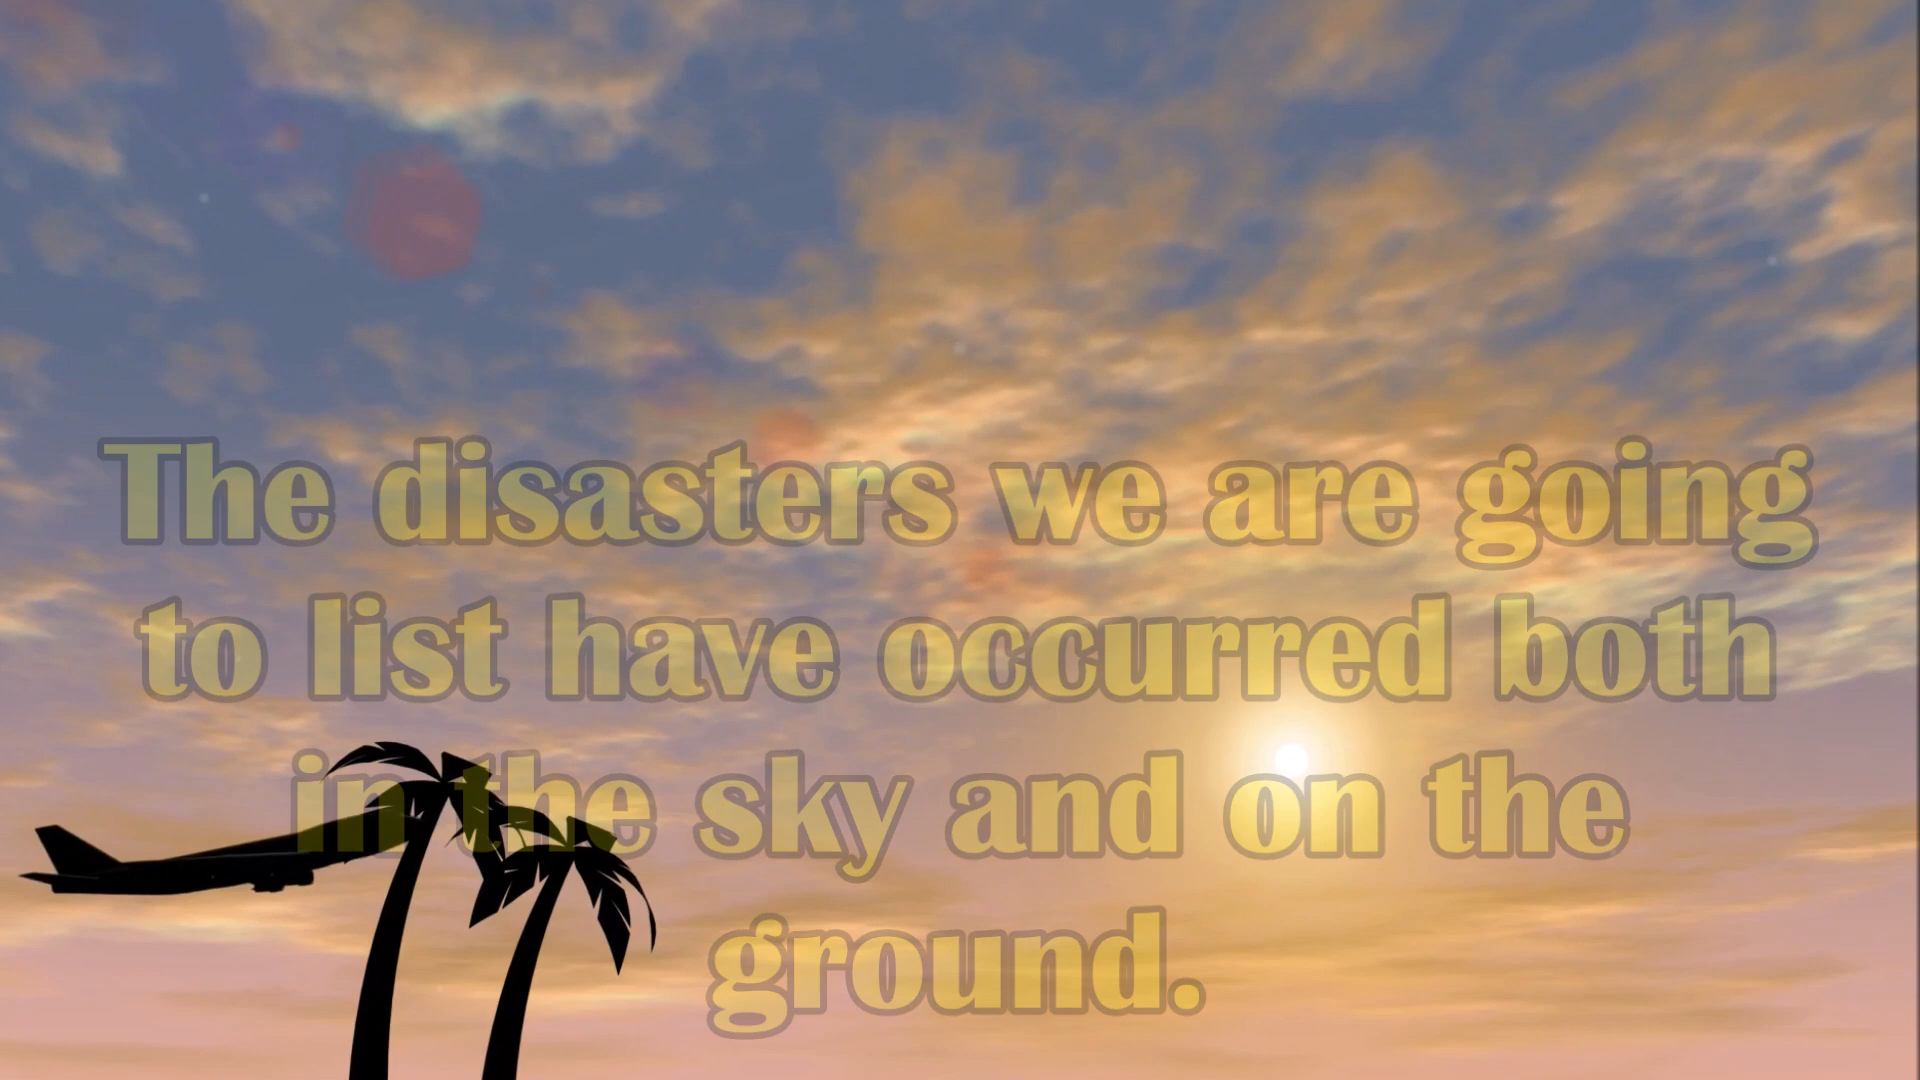 The disasters we are going
to list have occurred both
in the sky and on the
ground.